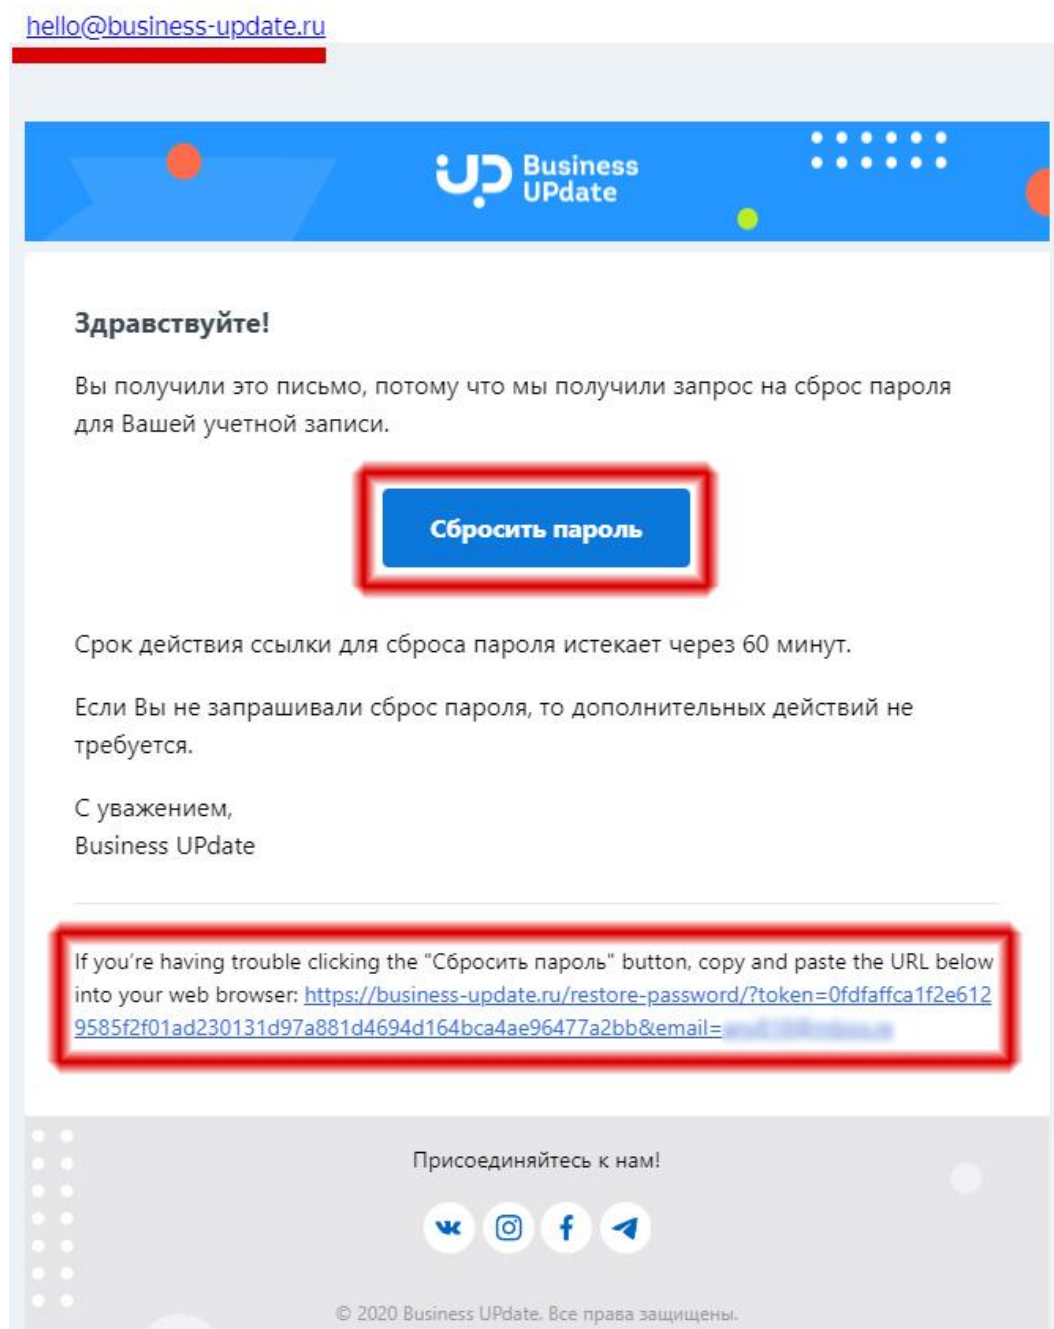 hello@business-update.ru
Business
UPdate
Здравствуйте!
Вы получили это письмо, потому что мы получили запрос на сброс пароля
для Вашей учетной записи.
Сбросить пароль
Срок действия ссылки для сброса пароля истекает через 60 минут.
Если Вы не запрашивали сброс пароля, то дополнительных действий не
требуется.
С уважением,
Business UPdate
If you're having trouble clicking the "Сбросить пароль" button, copy and paste the URL below
into your web browser: https://business-update.ru/restore-password/?token=0fdfaffca1f2e612
9585f2f01ad230131d97a881d4694d164bca4ae96477a2bb&email=
Присоединяйтесь к нам!
© 2020 Business UPdate. Все права защищены.